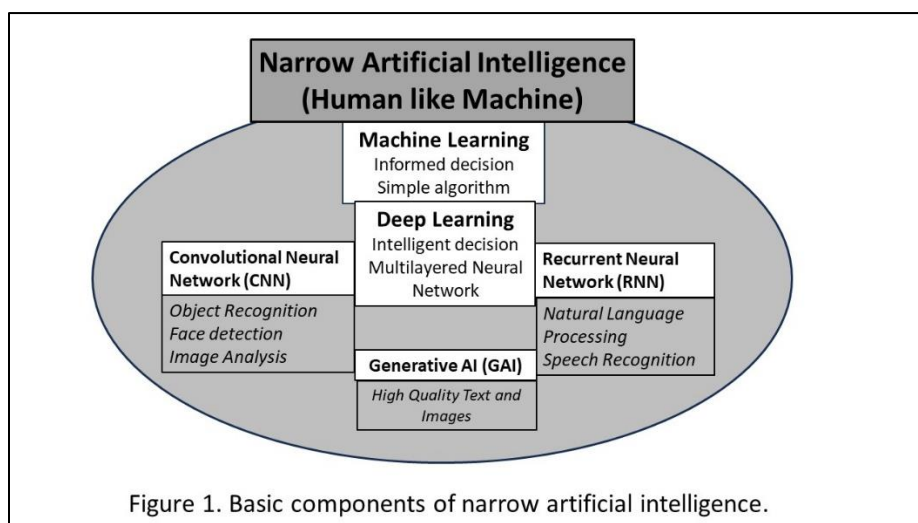 Narrow Artificial Intelligence
(Human like Machine)
Machine Learning
Informed decision
Simple algorithm
Deep Learning
Intelligent decision
Multilayered Neural
Network
Convolutional Neural
Network (CNN)
Object Recognition
Face detection
Image Analysis
Recurrent Neural
Network (RNN)
Natural Language
Processing
Speech Recognition
Generative AI (GAI)
High Quality Text and
Images
Figure 1. Basic components of narrow artificial intelligence.